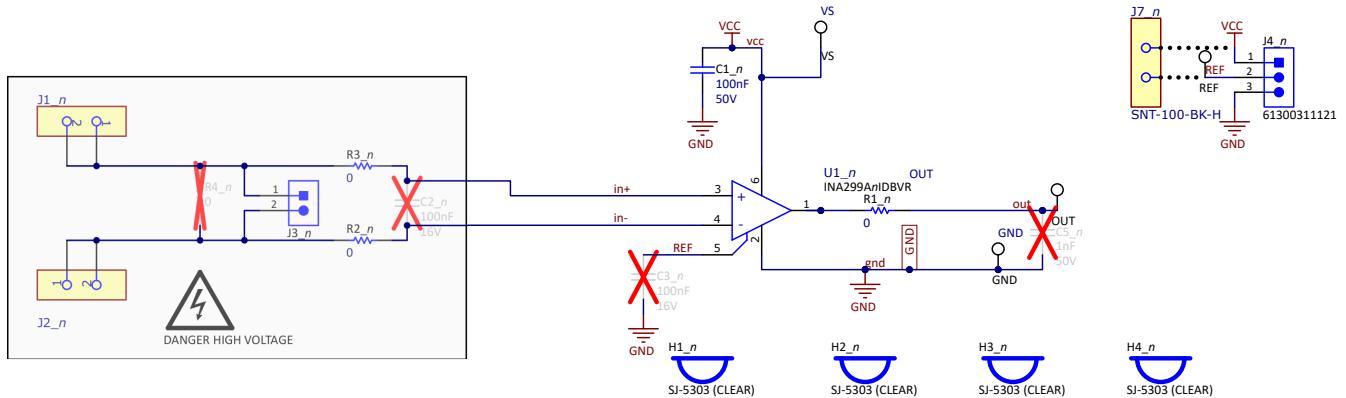 J1_n
2
1
R3_n
0
R4_n
0
1
2
J3_n
C2_n
100nF
16V
R2_n
0
1
2
J2_n
DANGER HIGH VOLTAGE
VCC
vcc
C1_n
100nF
50V
GND
VS
VS
in+
in-
REF
3
4
5
6
2
1
+
-
U1_n
INA299AnIDBVR
OUT
R1_n
0
C3_n
100nF
16V
GND
gnd
GND
GND
GND
GND
out
OUT
C5_n
1nF
50V
J7_n
SNT-100-BK-H
VCC
REF
REF
J4_n
1
2
3
GND
61300311121
H1_n
SJ-5303 (CLEAR)
H2_n
SJ-5303 (CLEAR)
H3_n
SJ-5303 (CLEAR)
H4_n
SJ-5303 (CLEAR)